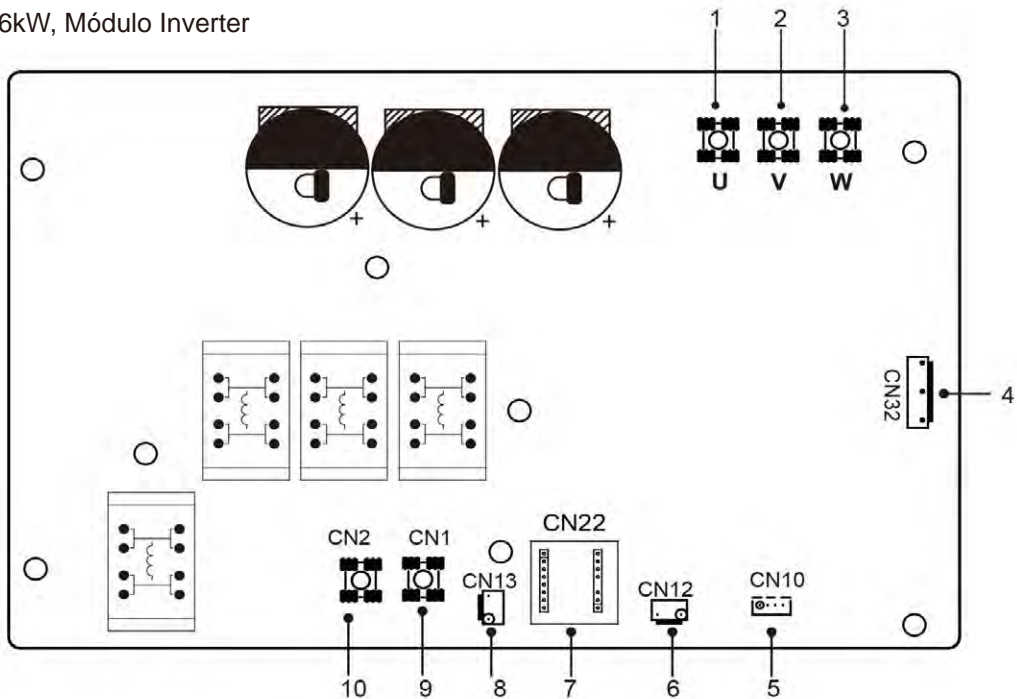 6kW, Módulo Inverter
1 2 3
U V W
+ + +
CN32
4
CN2 CN1 CN22
CN13 CN12 CN10
10 9 8 7 6 5